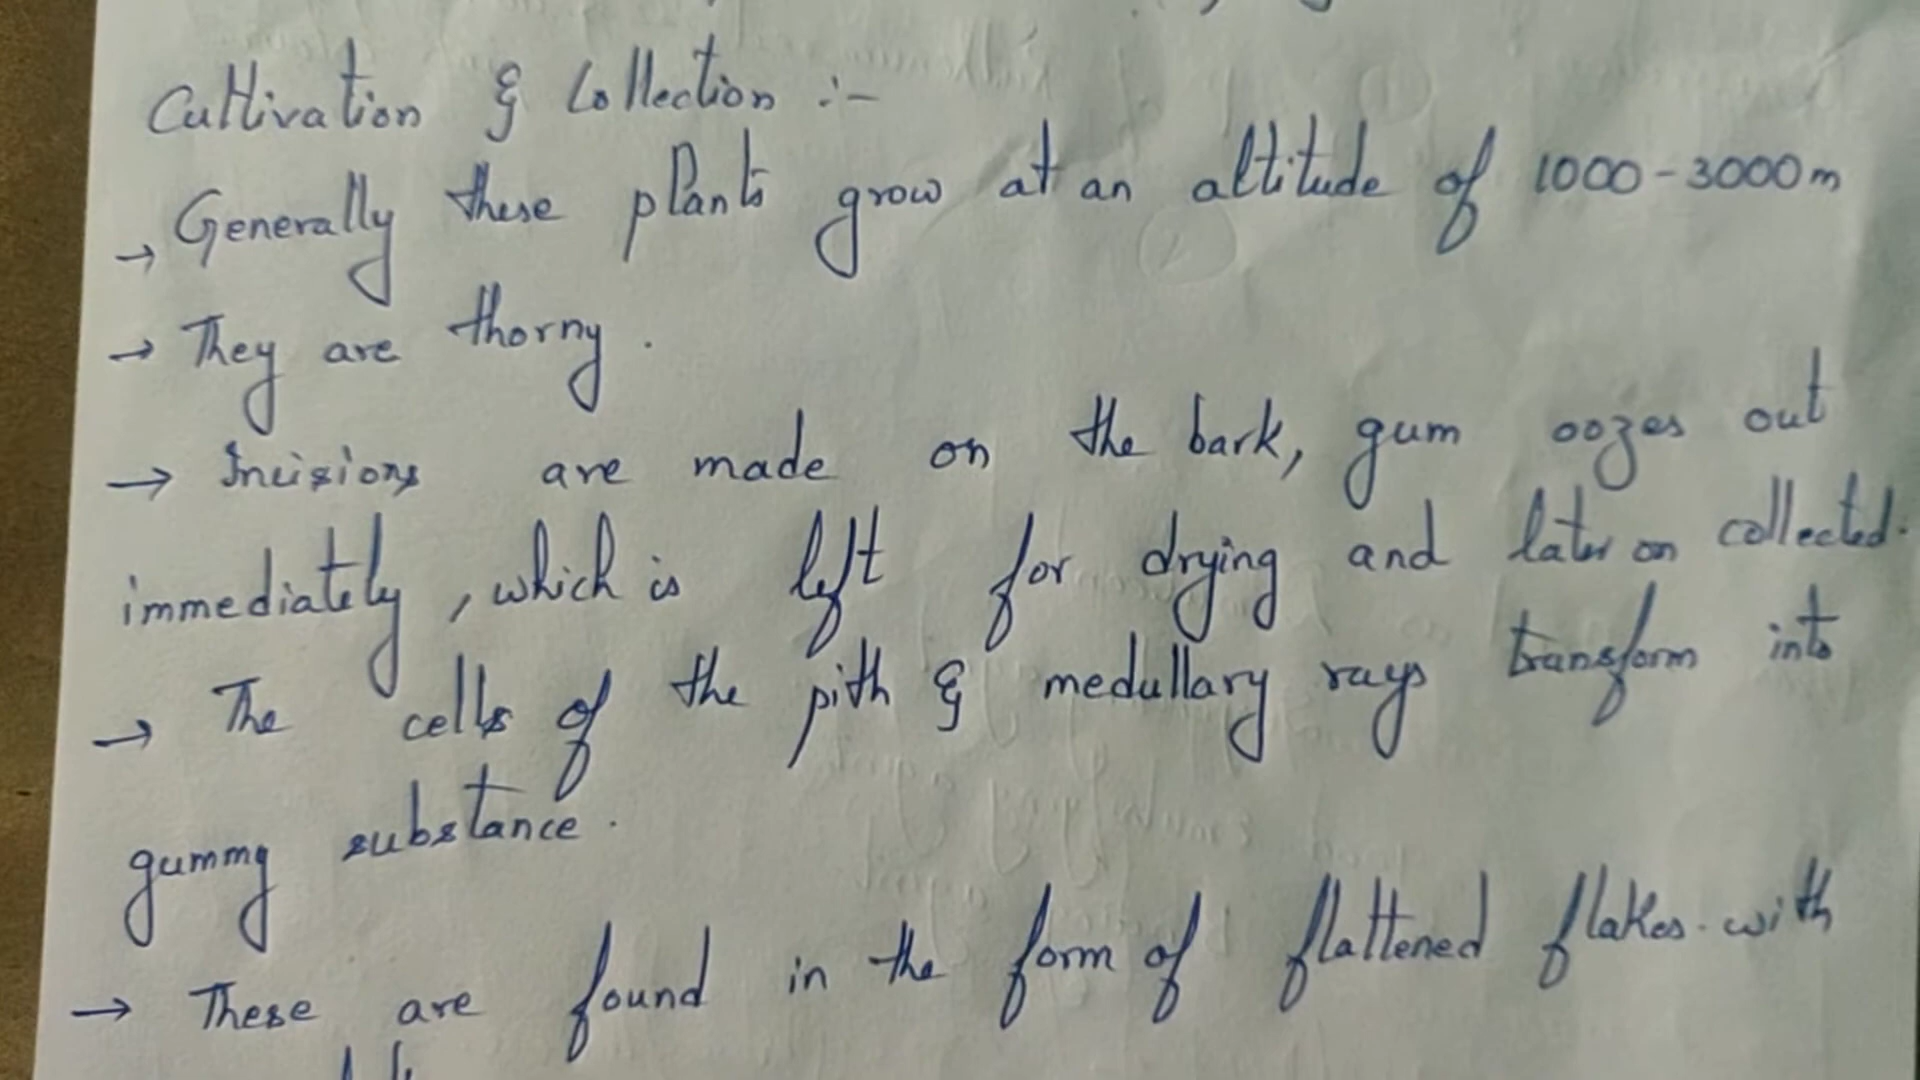 Cultivation & Collection :-
→ Generally these plants grow at an altitude of 1000-3000m
→ They are thorny.
→ Incisions are made on the bark, gum oozes out
immediately, which is left for drying and later on collected.
→ The cells of the pith & medullary rays transform into
gummy substance.
→ These are found in the form of flattened flakes. with